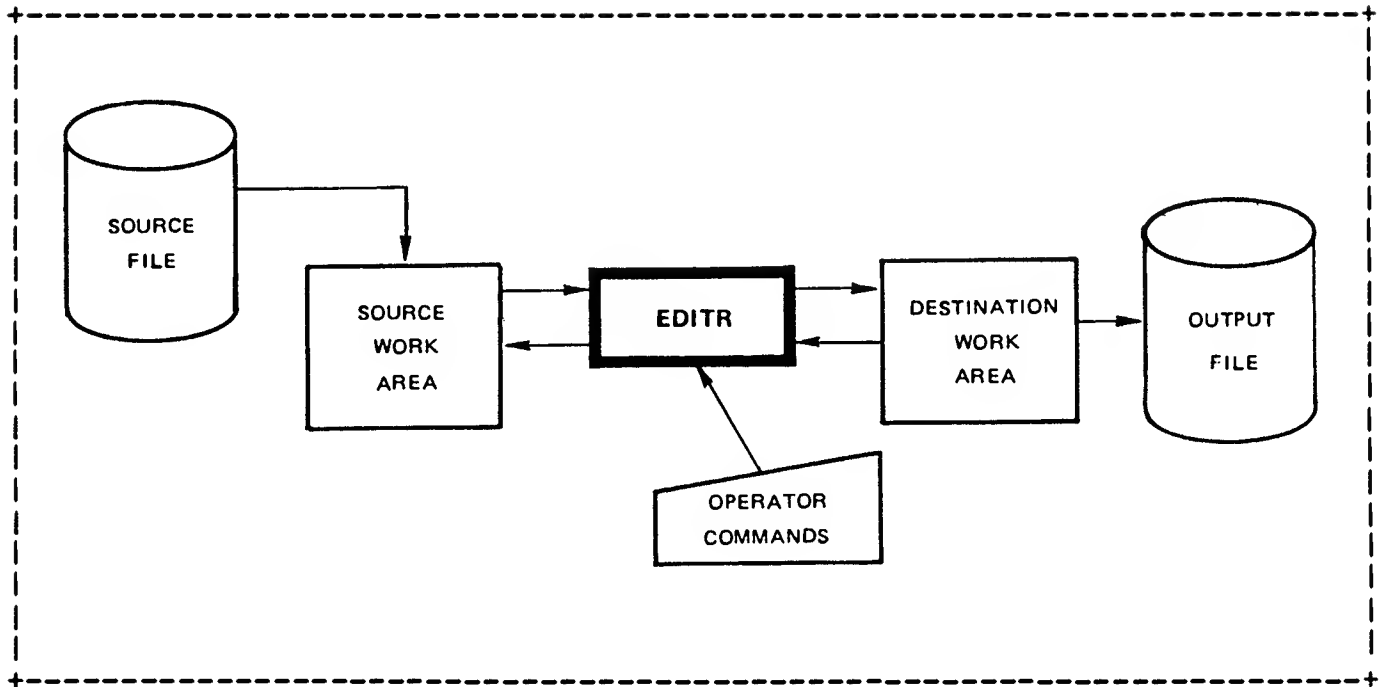 SOURCE
FILE
SOURCE
WORK
AREA
EDITR
DESTINATION
WORK
AREA
OUTPUT
FILE
OPERATOR
COMMANDS